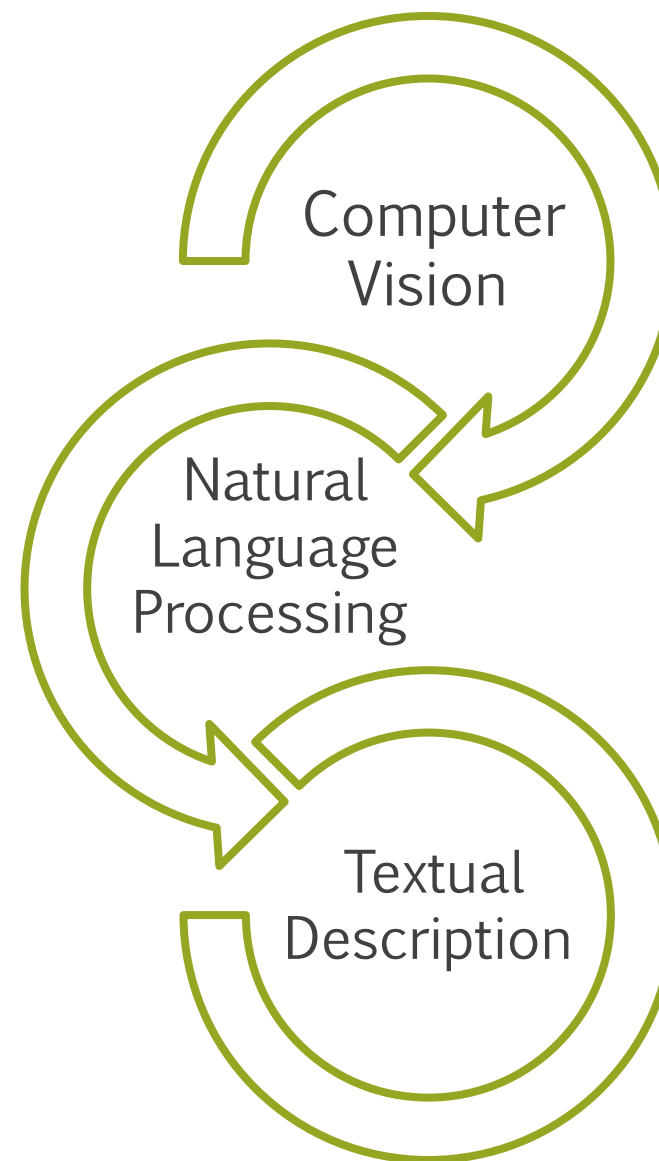 Computer
Vision
Natural
Language
Processing
Textual
Description